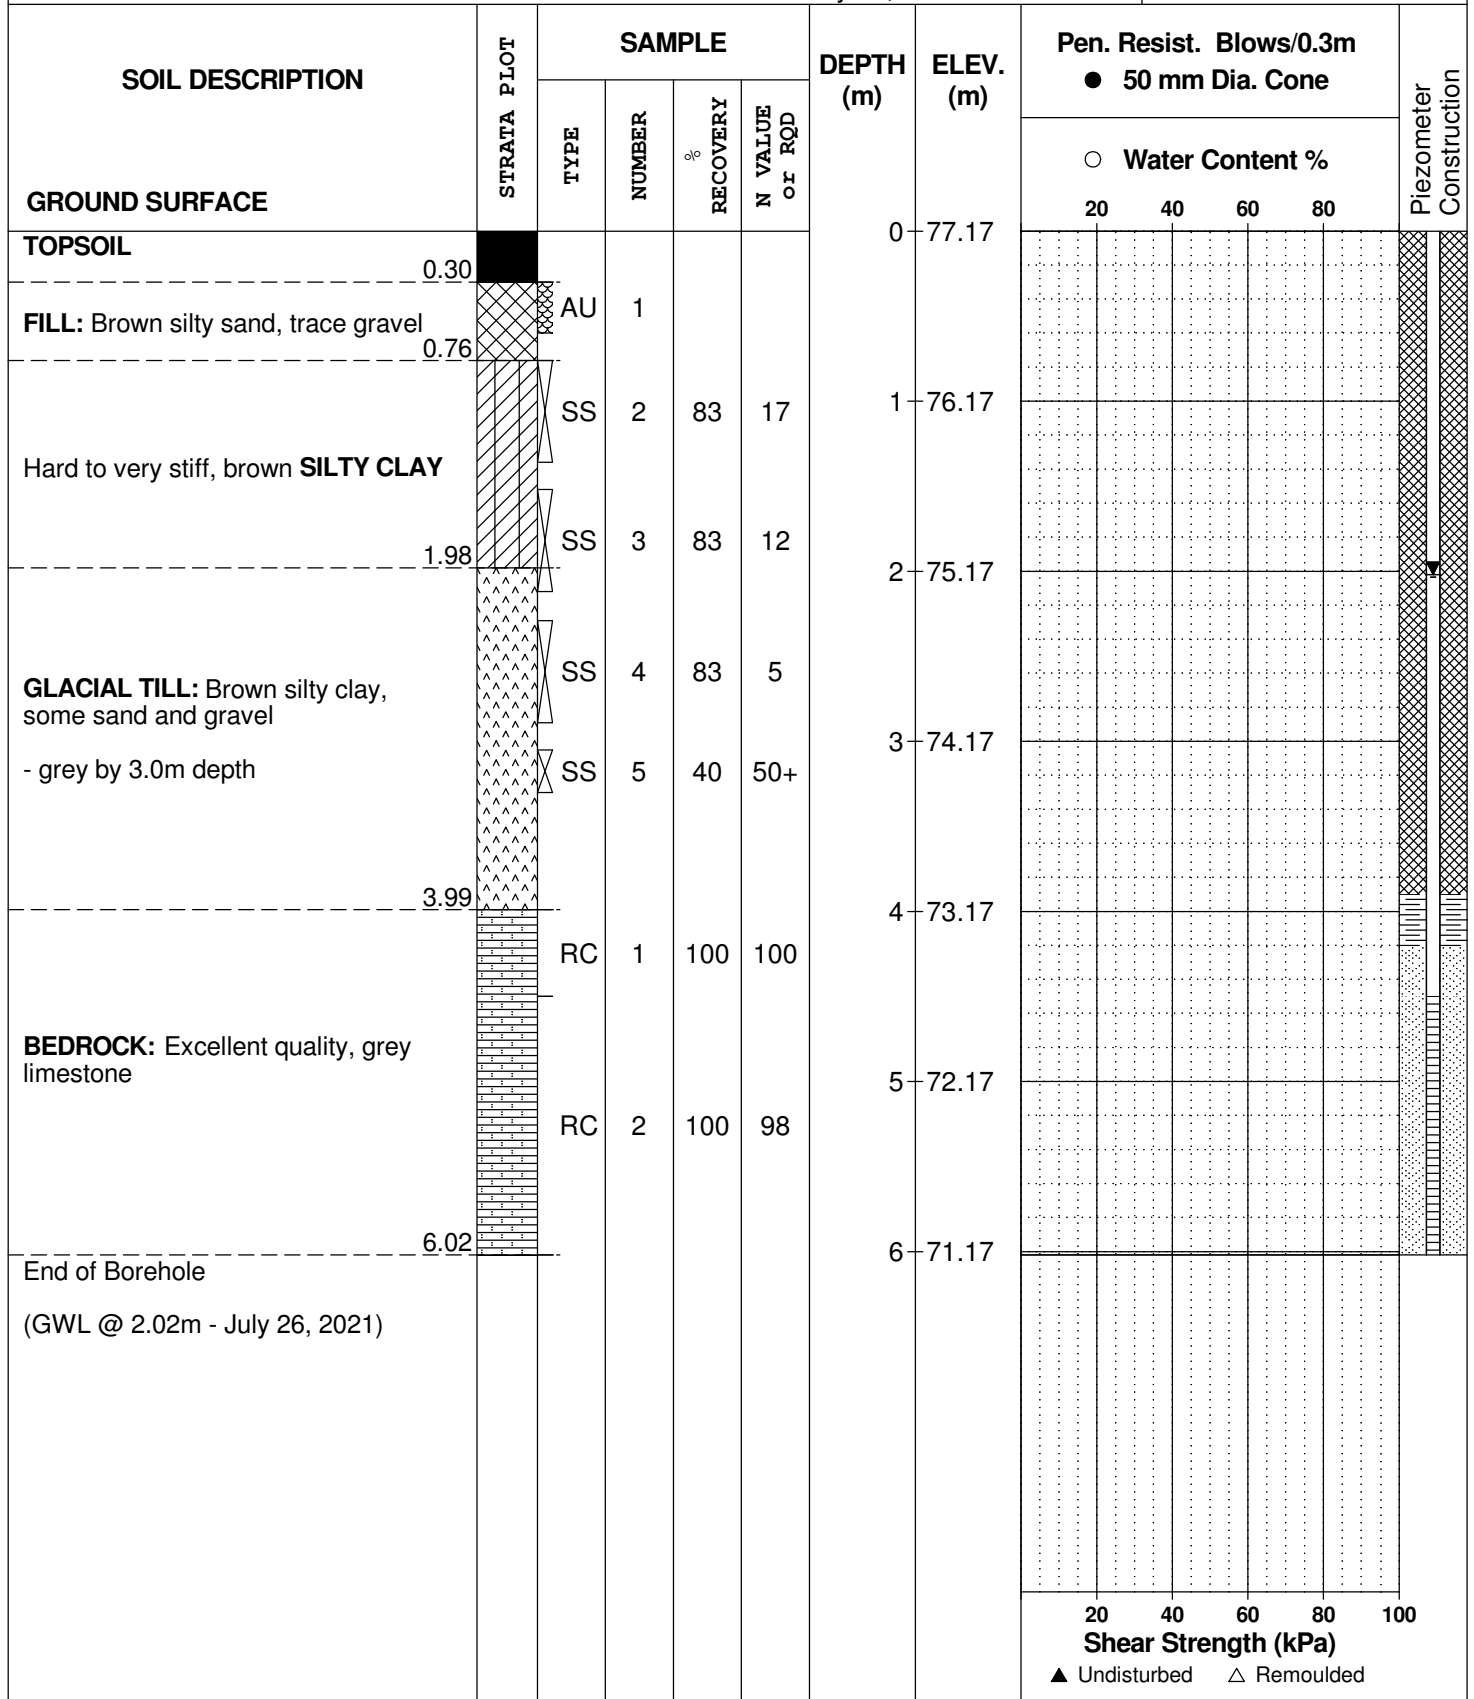 SOIL DESCRIPTION
GROUND SURFACE
STRATA PLOT
SAMPLE
TYPE
NUMBER
% RECOVERY
N VALUE or RQD
DEPTH (m)
ELEV. (m)
Pen. Resist. Blows/0.3m
● 50 mm Dia. Cone
○ Water Content %
20 40 60 80
Piezometer Construction
TOPSOIL
0.30
0 77.17
AU 1
FILL: Brown silty sand, trace gravel
0.76
SS 2 83 17
1 76.17
Hard to very stiff, brown SILTY CLAY
SS 3 83 12
1.98
2 75.17
SS 4 83 5
GLACIAL TILL: Brown silty clay,
some sand and gravel
3 74.17
- grey by 3.0m depth
SS 5 40 50+
3.99
4 73.17
RC 1 100 100
BEDROCK: Excellent quality, grey
limestone
5 72.17
RC 2 100 98
6.02
6 71.17
End of Borehole
(GWL @ 2.02m - July 26, 2021)
20 40 60 80 100
Shear Strength (kPa)
▲ Undisturbed △ Remoulded